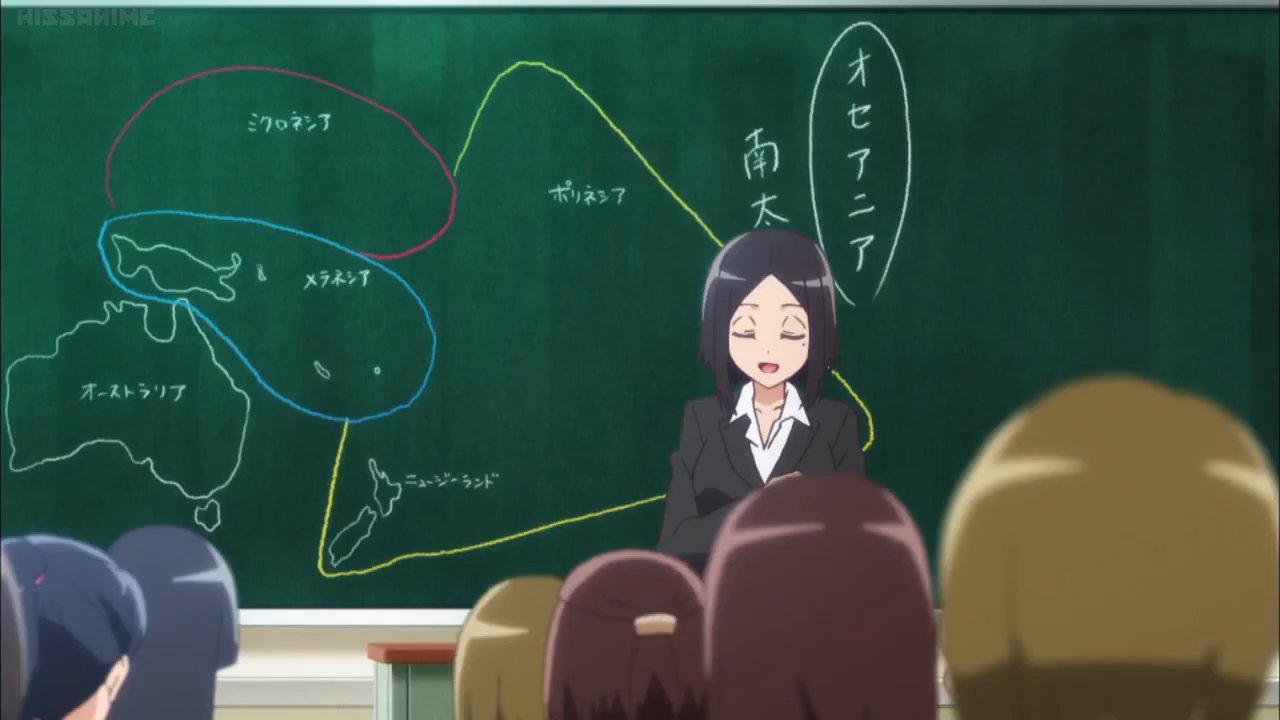 HISSANIME
オセアニア
南太
ミクロネシア
ポリネシア
メラネシア
オーストラリア
ニュージーランド